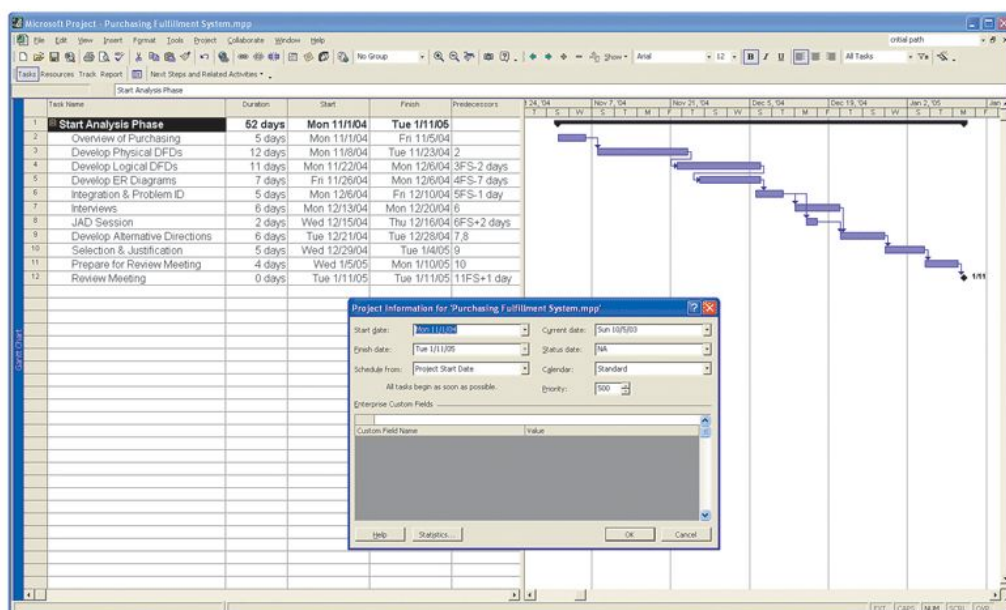 Microsoft Project - Purchasing Fulfillment System.mpp
File Edit View Insert Format Tools Project Collaborate Window Help
critial path
No Group Show Arial 12 B I U All Tasks
Tasks Resources Track Report Next Steps and Related Activities
Start Analysis Phase
Task Name Duration Start Finish Predecessors
t 24, '04 Nov 7, '04 Nov 21, '04 Dec 5, '04 Dec 19, '04 Jan 2, '05 Jan
T S W F S T M F T S W S T M F T S W F S T M F
1 Start Analysis Phase 52 days Mon 11/1/04 Tue 1/11/05
2 Overview of Purchasing 5 days Mon 11/1/04 Fri 11/5/04
3 Develop Physical DFDs 12 days Mon 11/8/04 Tue 11/23/04 2
4 Develop Logical DFDs 11 days Mon 11/22/04 Mon 12/6/04 3FS-2 days
5 Develop ER Diagrams 7 days Fri 11/26/04 Mon 12/6/04 4FS-7 days
6 Integration & Problem ID 5 days Mon 12/6/04 Fri 12/10/04 5FS-1 day
7 Interviews 6 days Mon 12/13/04 Mon 12/20/04 6
8 JAD Session 2 days Wed 12/15/04 Thu 12/16/04 6FS+2 days
9 Develop Alternative Directions 6 days Tue 12/21/04 Tue 12/28/04 7,8
10 Selection & Justification 5 days Wed 12/29/04 Tue 1/4/05 9
11 Prepare for Review Meeting 4 days Wed 1/5/05 Mon 1/10/05 10
12 Review Meeting 0 days Tue 1/11/05 Tue 1/11/05 11FS+1 day
1/11
Gantt Chart
Project Information for 'Purchasing Fulfillment System.mpp'
Start date: Mon 11/1/04 Current date: Sun 10/5/03
Finish date: Tue 1/11/05 Status date: NA
Schedule from: Project Start Date Calendar: Standard
All tasks begin as soon as possible. Priority: 500
Enterprise Custom Fields
Custom Field Name Value
Help Statistics... OK Cancel
EXT CAPS NUM SCRL OVR